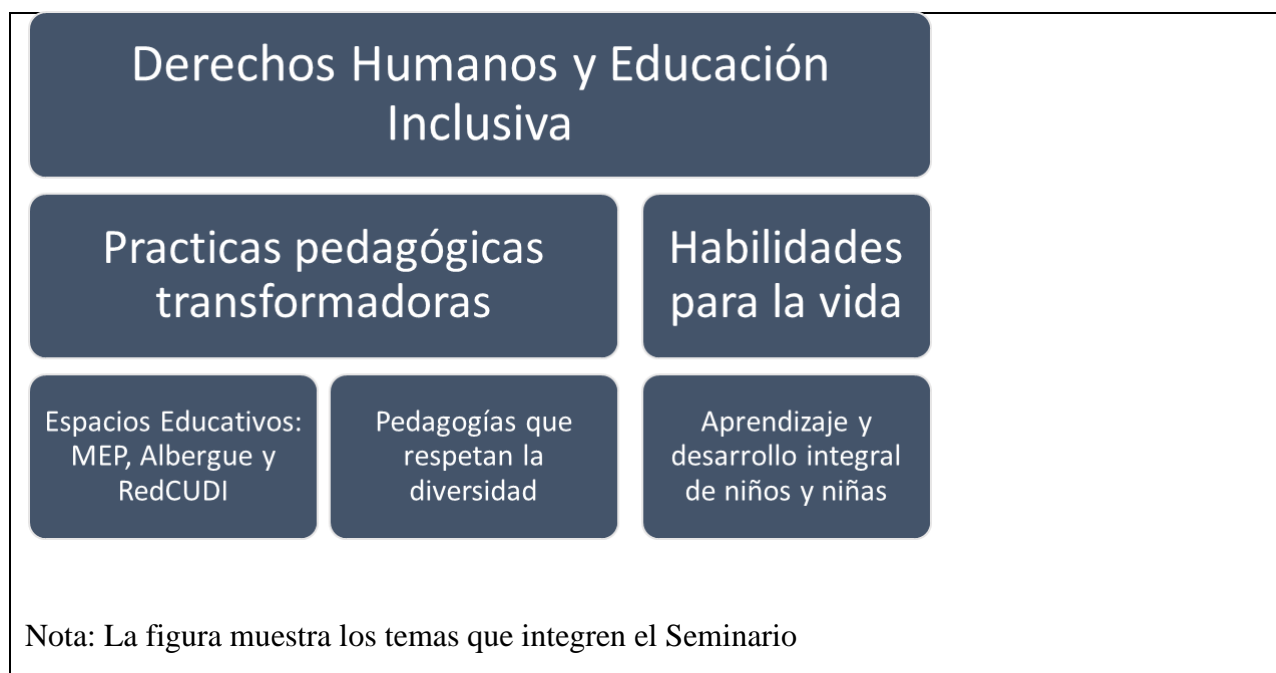 Derechos Humanos y Educación
Inclusiva
Practicas pedagógicas
transformadoras
Habilidades
para la vida
Espacios Educativos:
MEP, Albergue y
RedCUDI
Pedagogías que
respetan la
diversidad
Aprendizaje y
desarrollo integral
de niños y niñas
Nota: La figura muestra los temas que integren el Seminario